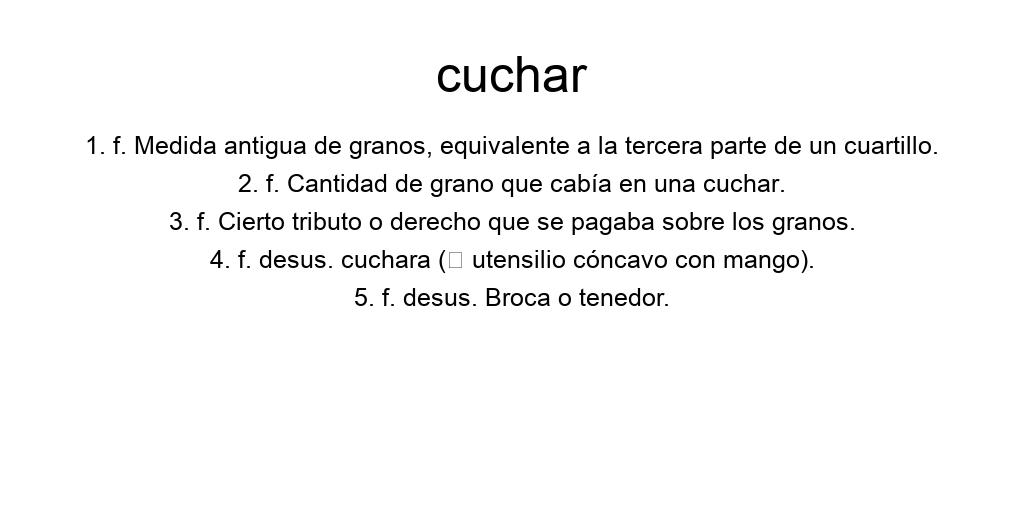 cuchar
1. f. Medida antigua de granos, equivalente a la tercera parte de un cuartillo.
2. f. Cantidad de grano que cabía en una cuchar.
3. f. Cierto tributo o derecho que se pagaba sobre los granos.
4. f. desus. cuchara (□ utensilio cóncavo con mango).
5. f. desus. Broca o tenedor.